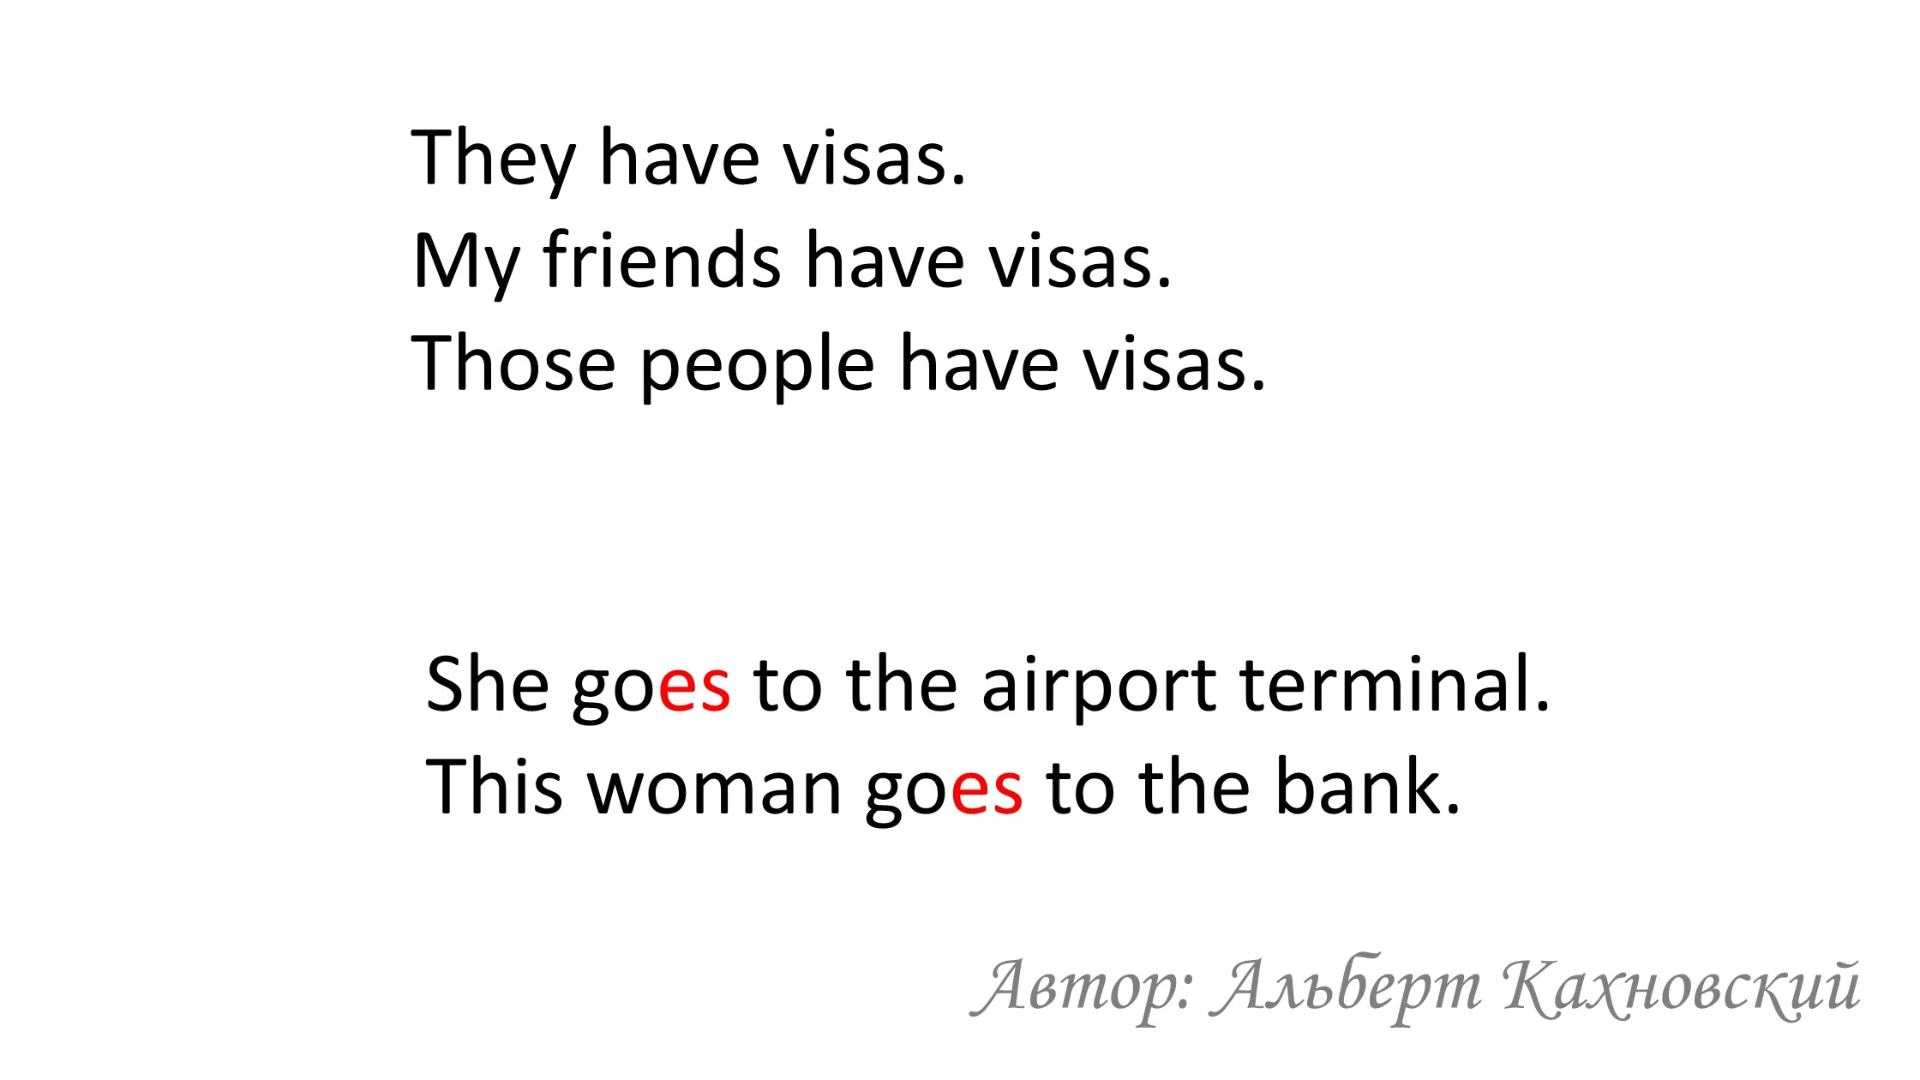 They have visas.
My friends have visas.
Those people have visas.
She goes to the airport terminal.
This woman goes to the bank.
Автор: Альберт Кахновский